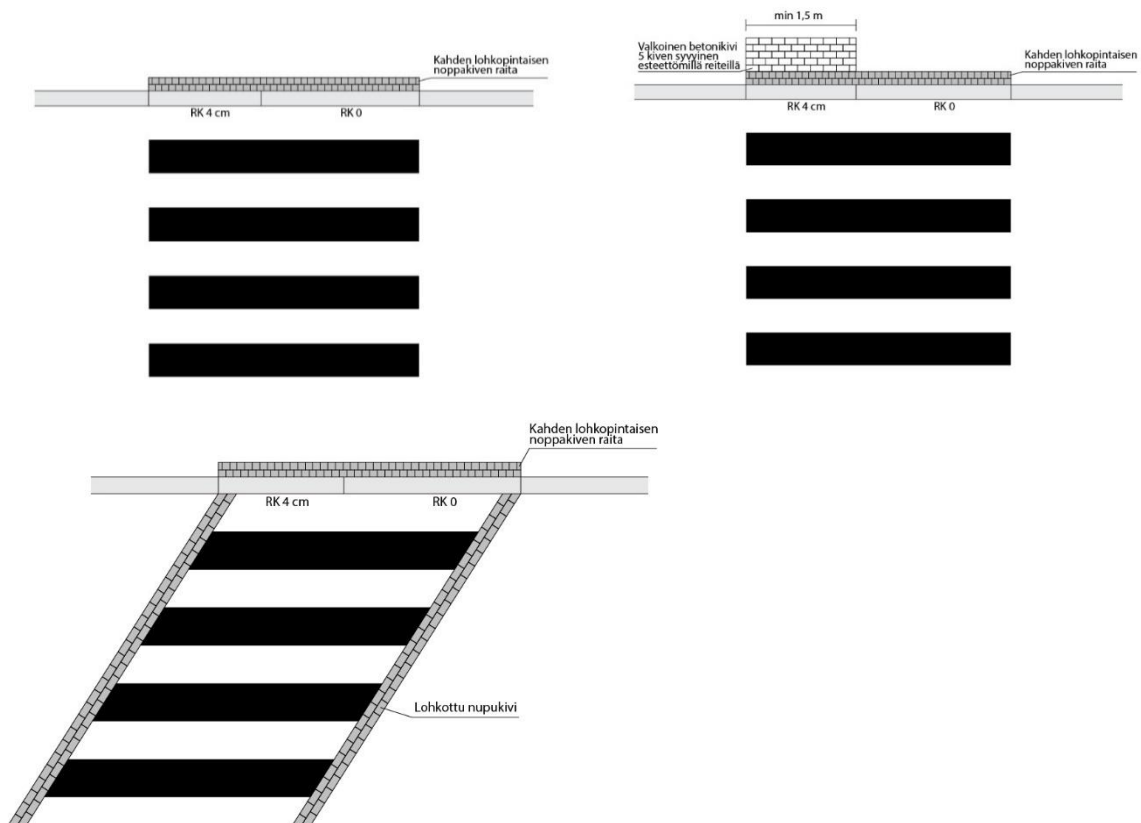 Kahden lohkopintaisen
noppakiven raita
RK 4 cm
RK 0
min 1,5 m
Valkoinen betonikivi
5 kiven syvyinen
esteettömillä reiteillä
Kahden lohkopintaisen
noppakiven raita
RK 4 cm
RK 0
Kahden lohkopintaisen
noppakiven raita
RK 4 cm
RK 0
Lohkottu nupukivi